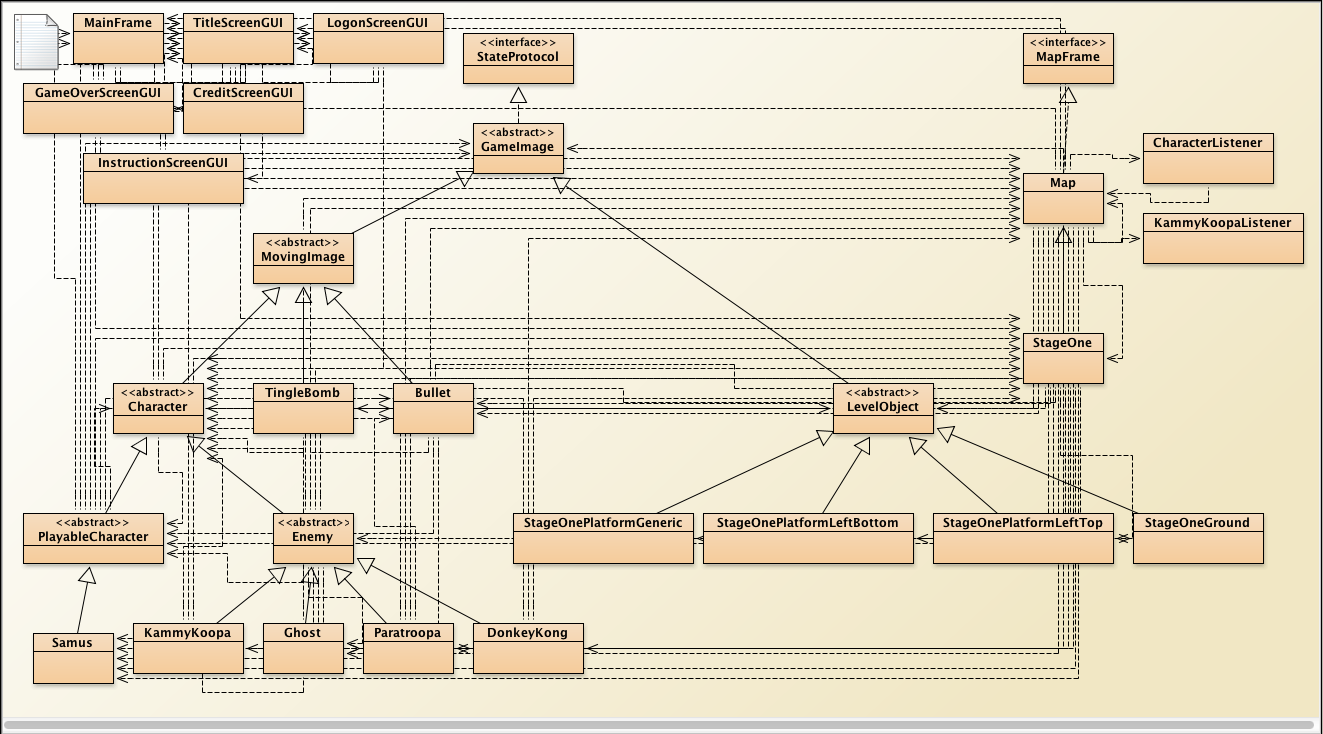 MainFrame
TitleScreenGUI
LogonScreenGUI
<<interface>>
StateProtocol
<<interface>>
MapFrame
GameOverScreenGUI
CreditScreenGUI
<<abstract>>
GameImage
CharacterListener
InstructionScreenGUI
Map
KammyKoopaListener
<<abstract>>
MovingImage
StageOne
<<abstract>>
Character
TingleBomb
Bullet
<<abstract>>
LevelObject
<<abstract>>
PlayableCharacter
<<abstract>>
Enemy
StageOnePlatformGeneric
StageOnePlatformLeftBottom
StageOnePlatformLeftTop
StageOneGround
Samus
KammyKoopa
Ghost
Paratroopa
DonkeyKong